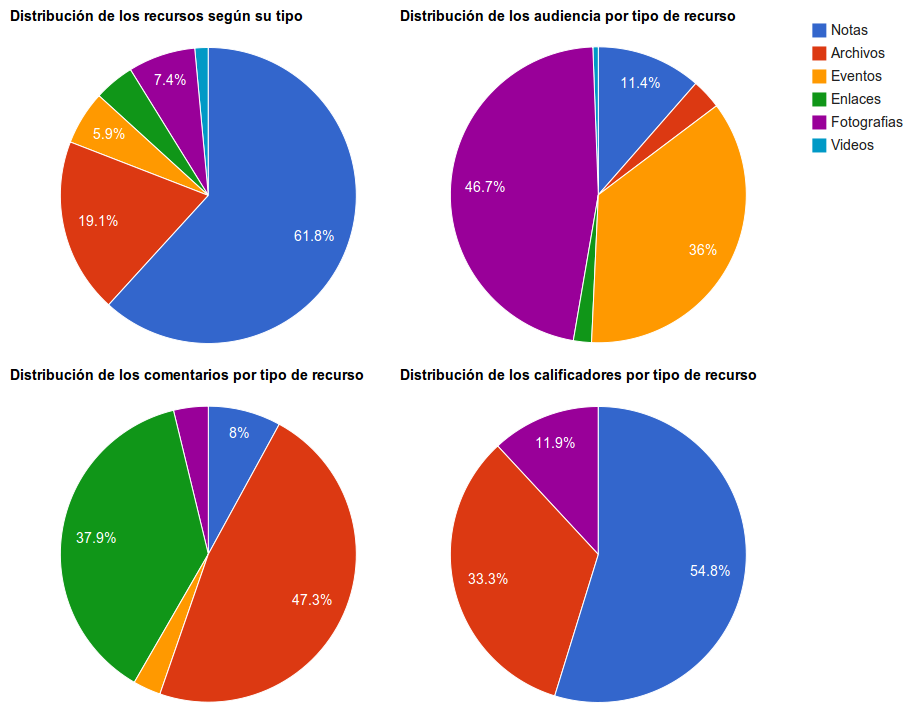 Distribución de los recursos según su tipo
7.4%
5.9%
19.1%
61.8%
Distribución de los audiencia por tipo de recurso
11.4%
46.7%
36%
Notas
Archivos
Eventos
Enlaces
Fotografias
Videos
Distribución de los comentarios por tipo de recurso
8%
37.9%
47.3%
Distribución de los calificadores por tipo de recurso
11.9%
54.8%
33.3%